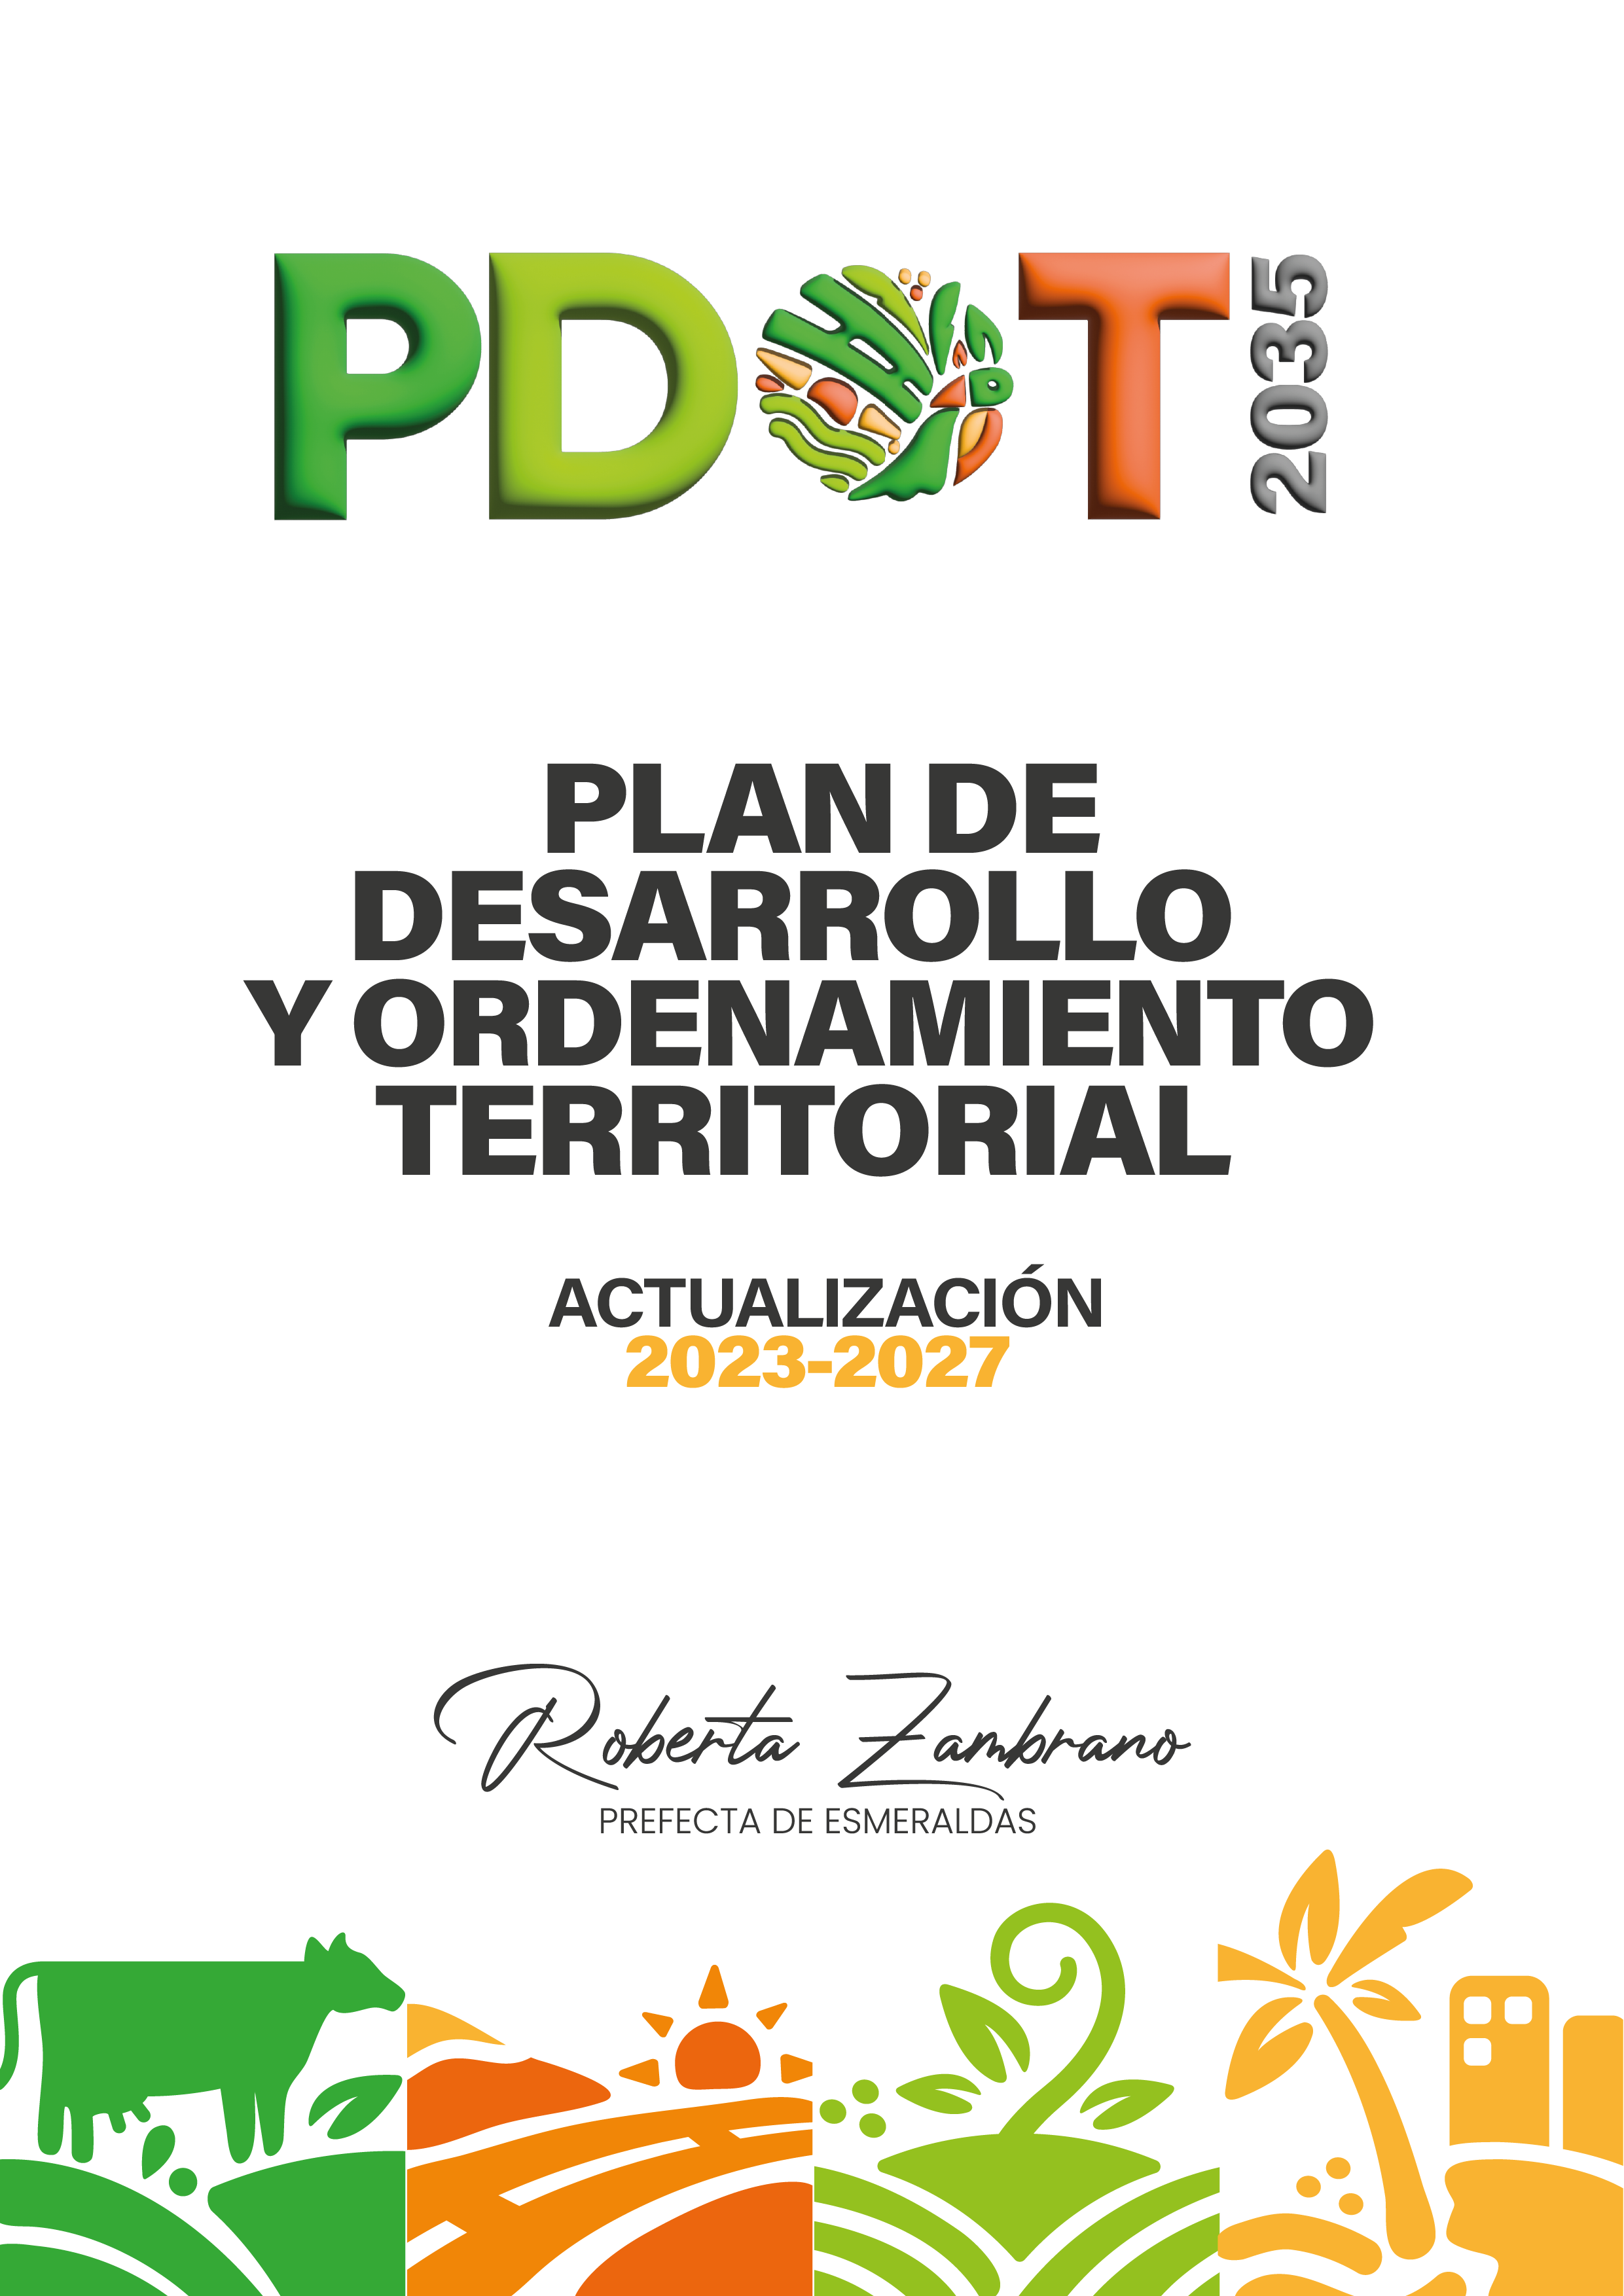 PDOT 2035
PLAN DE
DESARROLLO
Y ORDENAMIENTO
TERRITORIAL
ACTUALIZACIÓN
2023-2027
Roberta Zambrano
PREFECTA DE ESMERALDAS